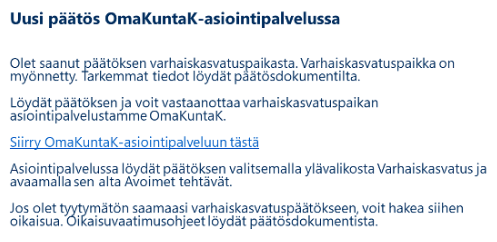 Uusi päätös OmaKuntaK-asiointipalvelussa
Olet saanut päätöksen varhaiskasvatuspaikasta. Varhaiskasvatuspaikka on
myönnetty. Tarkemmat tiedot löydät päätösdokumentilta.
Löydät päätöksen ja voit vastaanottaa varhaiskasvatuspaikan
asiointipalvelustamme OmaKuntaK.
Siirry OmaKuntaK-asiointipalveluun tästä
Asiointipalvelussa löydät päätöksen valitsemalla ylävalikosta Varhaiskasvatus ja
avaamalla sen alta Avoimet tehtävät.
Jos olet tyytymätön saamaasi varhaiskasvatuspäätökseen, voit hakea siihen
oikaisua. Oikaisuvaatimusohjeet löydät päätösdokumentista.